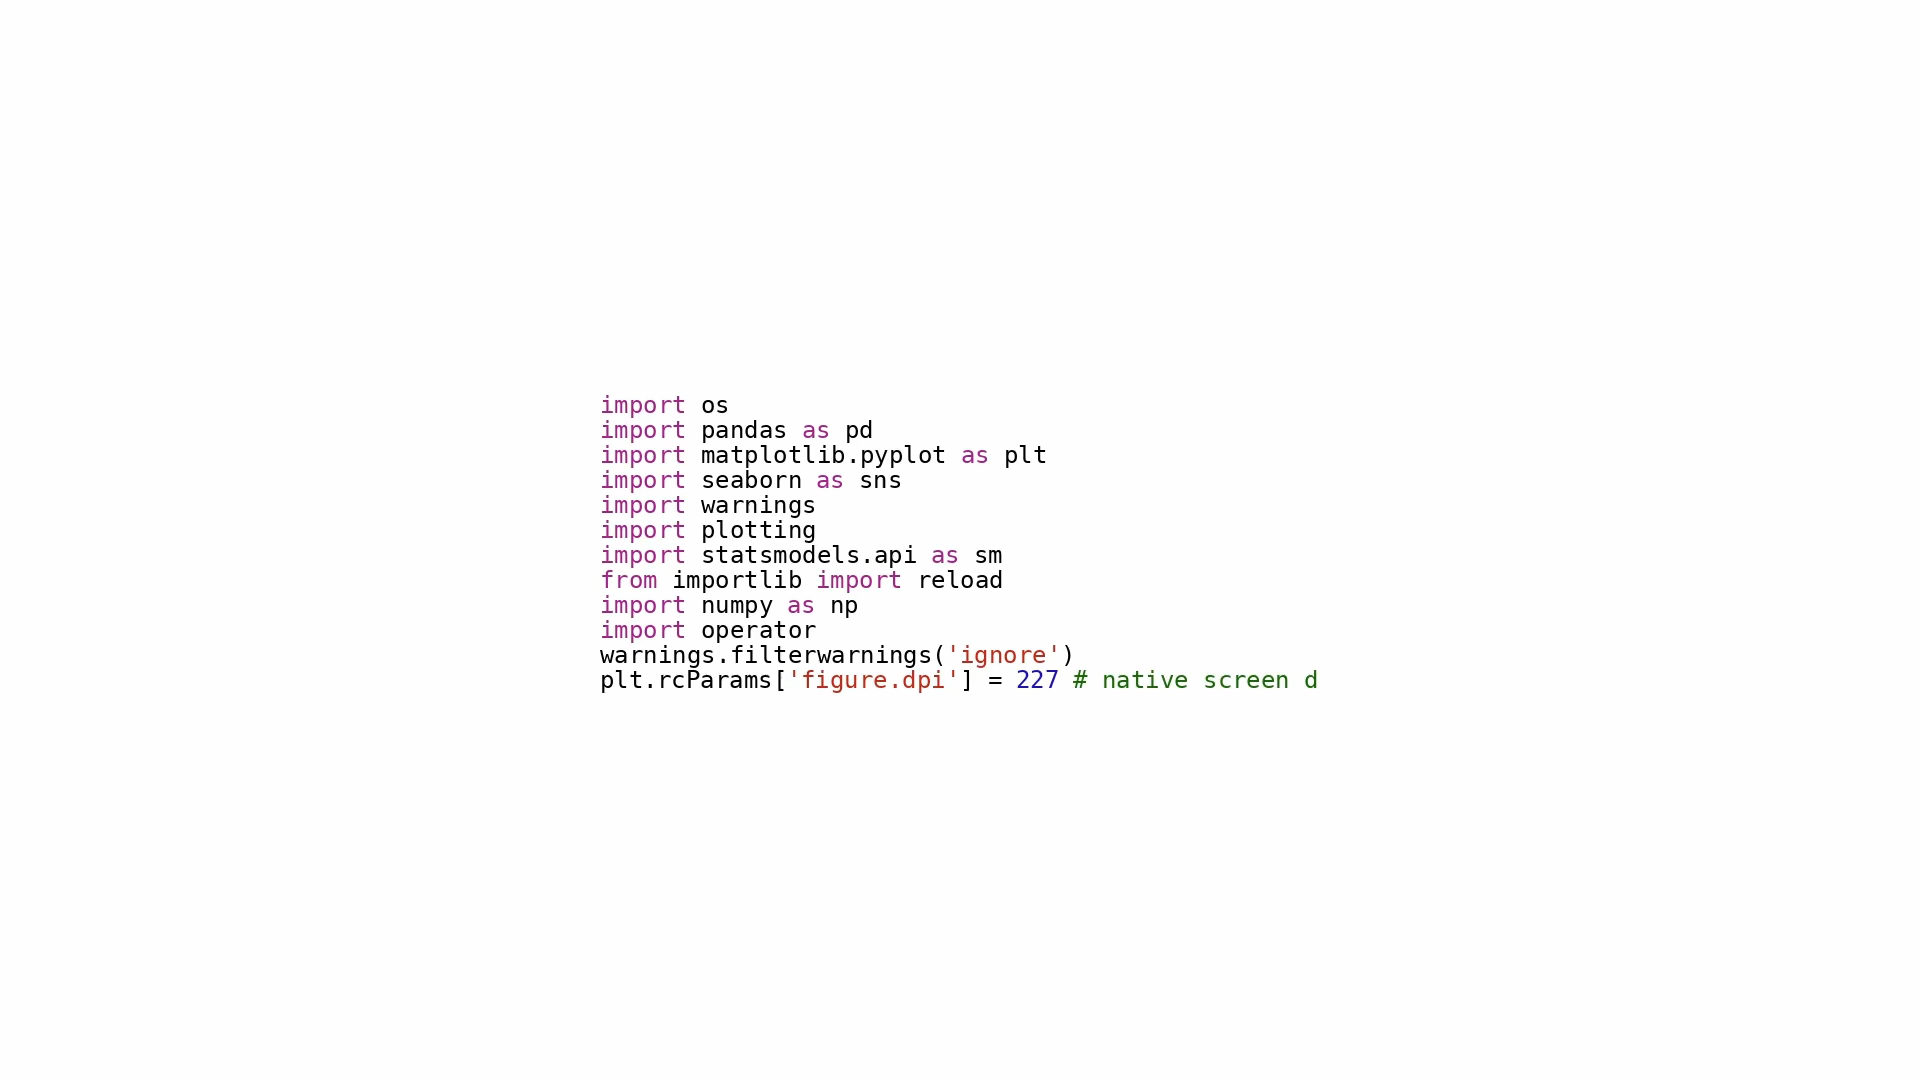 import os
import pandas as pd
import matplotlib.pyplot as plt
import seaborn as sns
import warnings
import plotting
import statsmodels.api as sm
from importlib import reload
import numpy as np
import operator
warnings.filterwarnings('ignore')
plt.rcParams['figure.dpi'] = 227 # native screen d